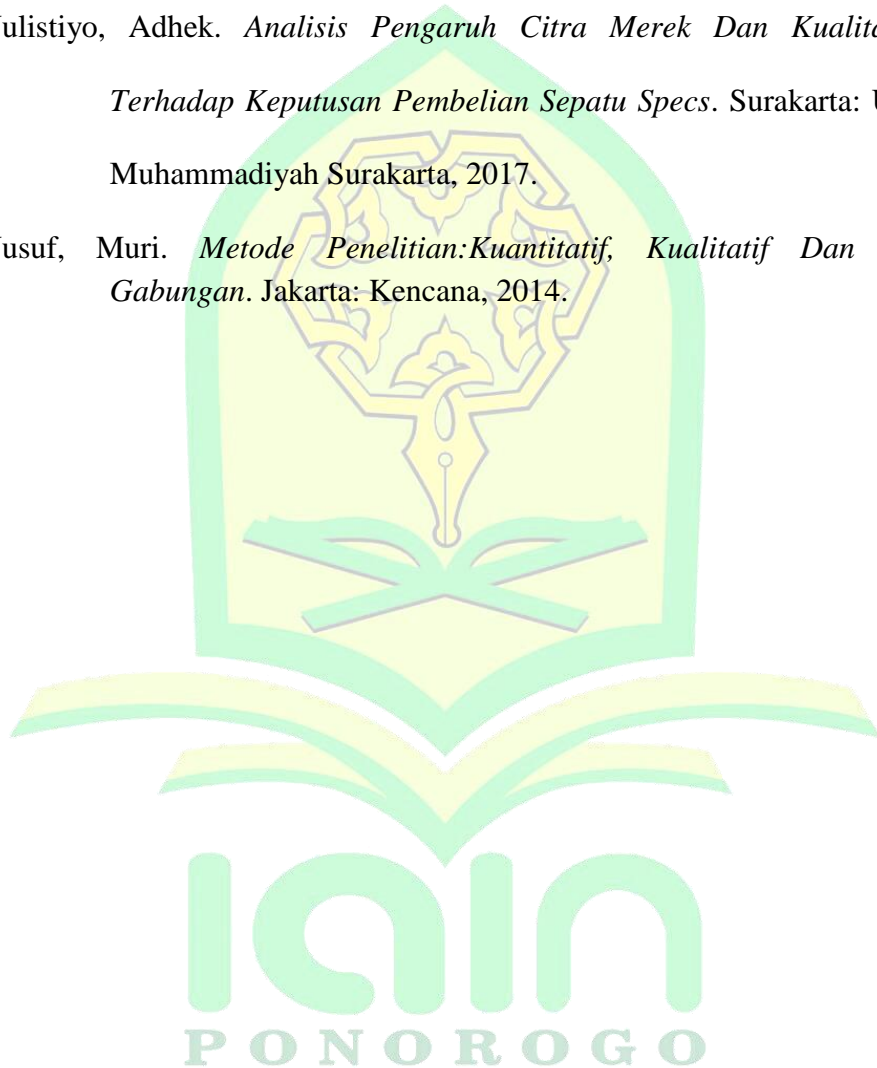 ulistiyo, Adhek. Analisis Pengaruh Citra Merek Dan Kualita
Terhadap Keputusan Pembelian Sepatu Specs. Surakarta: U
Muhammadiyah Surakarta, 2017.
usuf, Muri. Metode Penelitian:Kuantitatif, Kualitatif Dan
Gabungan. Jakarta: Kencana, 2014.
iain
PONOROGO